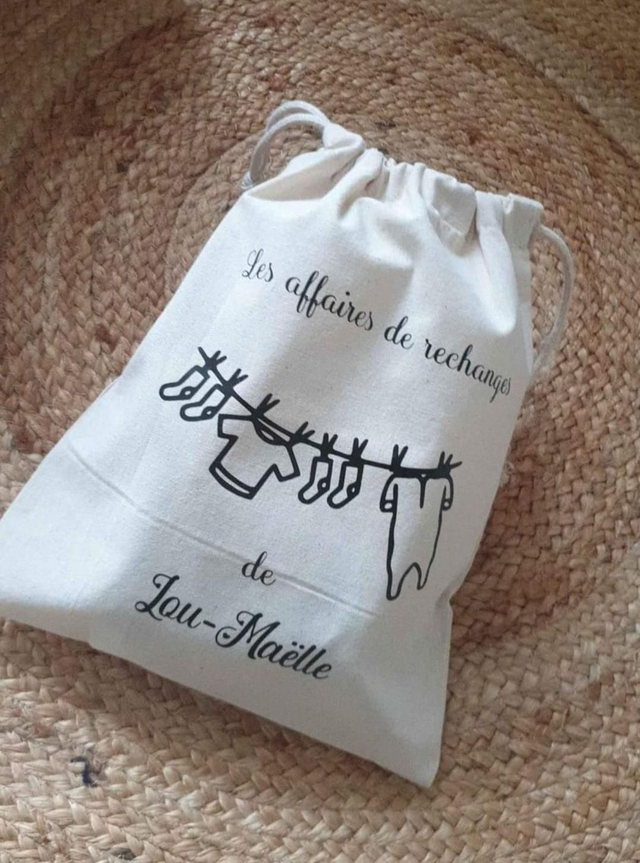 Les affaires de rechanges
de
Lou-Maëlle